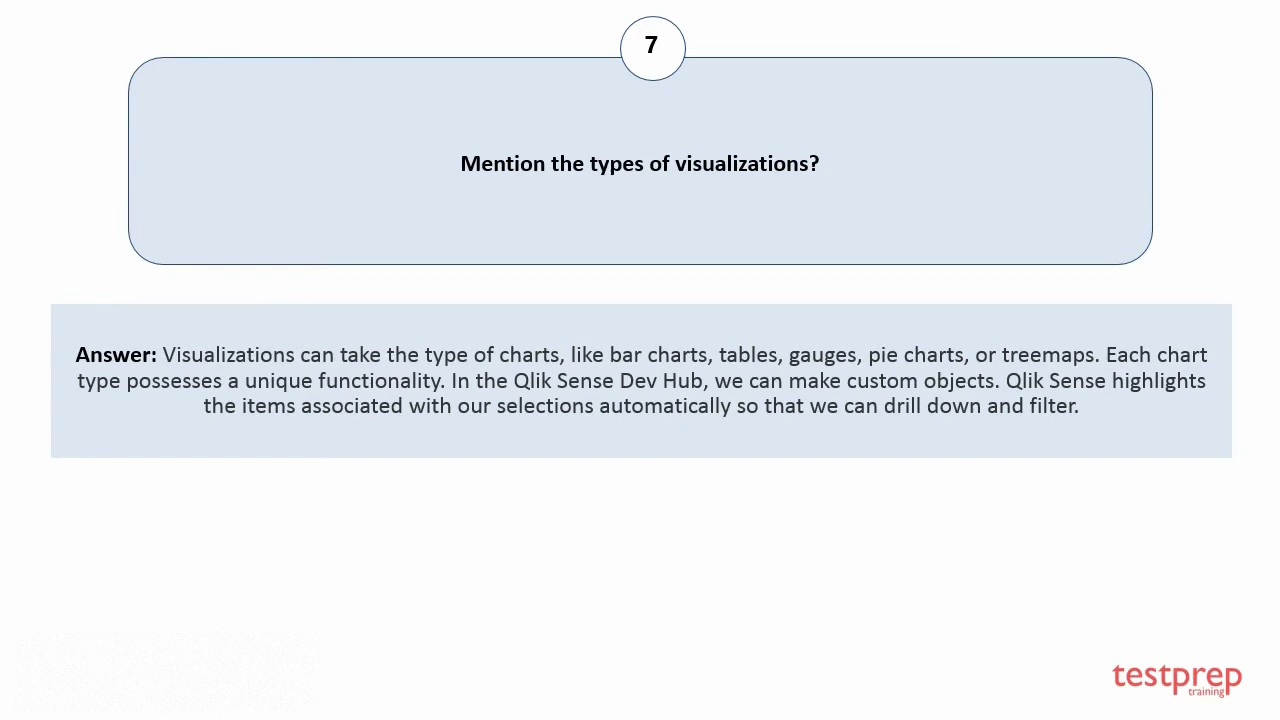 7
Mention the types of visualizations?
Answer: Visualizations can take the type of charts, like bar charts, tables, gauges, pie charts, or treemaps. Each chart
type possesses a unique functionality. In the Qlik Sense Dev Hub, we can make custom objects. Qlik Sense highlights
the items associated with our selections automatically so that we can drill down and filter.
testprep
training